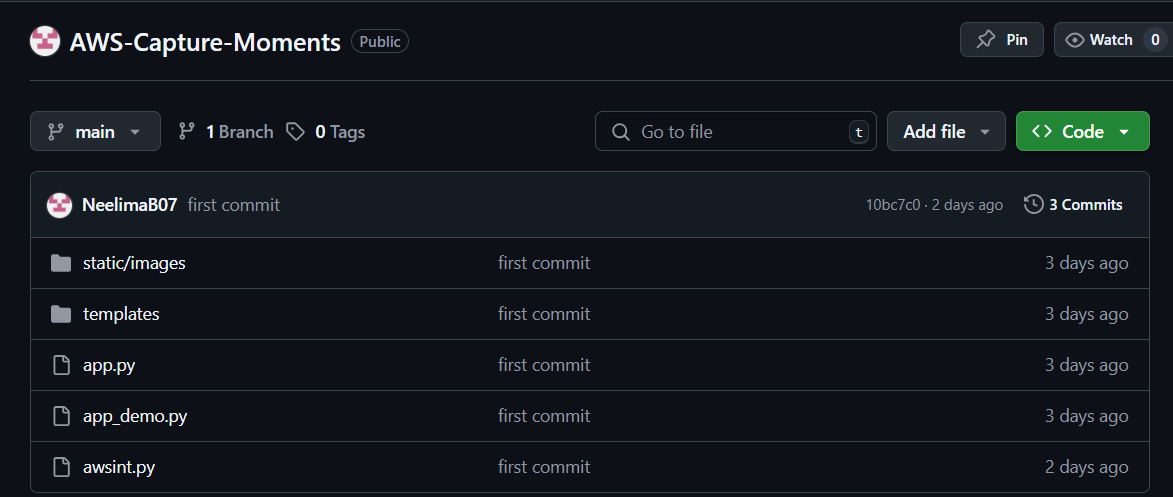 AWS-Capture-Moments Public Pin Watch 0
main 1 Branch 0 Tags Go to file t Add file Code
NeelimaB07 first commit 10bc7c0 · 2 days ago 3 Commits
static/images first commit 3 days ago
templates first commit 3 days ago
app.py first commit 3 days ago
app_demo.py first commit 3 days ago
awsint.py first commit 2 days ago